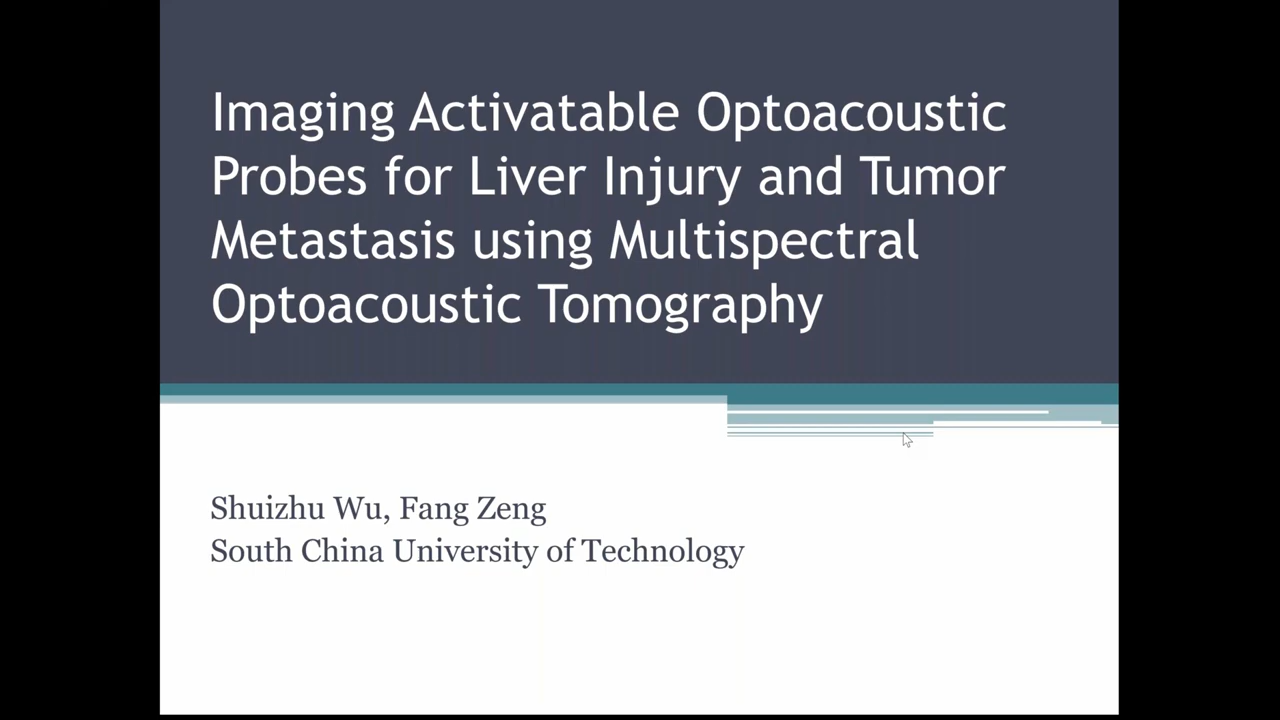 Imaging Activatable Optoacoustic
Probes for Liver Injury and Tumor
Metastasis using Multispectral
Optoacoustic Tomography
Shuizhu Wu, Fang Zeng
South China University of Technology